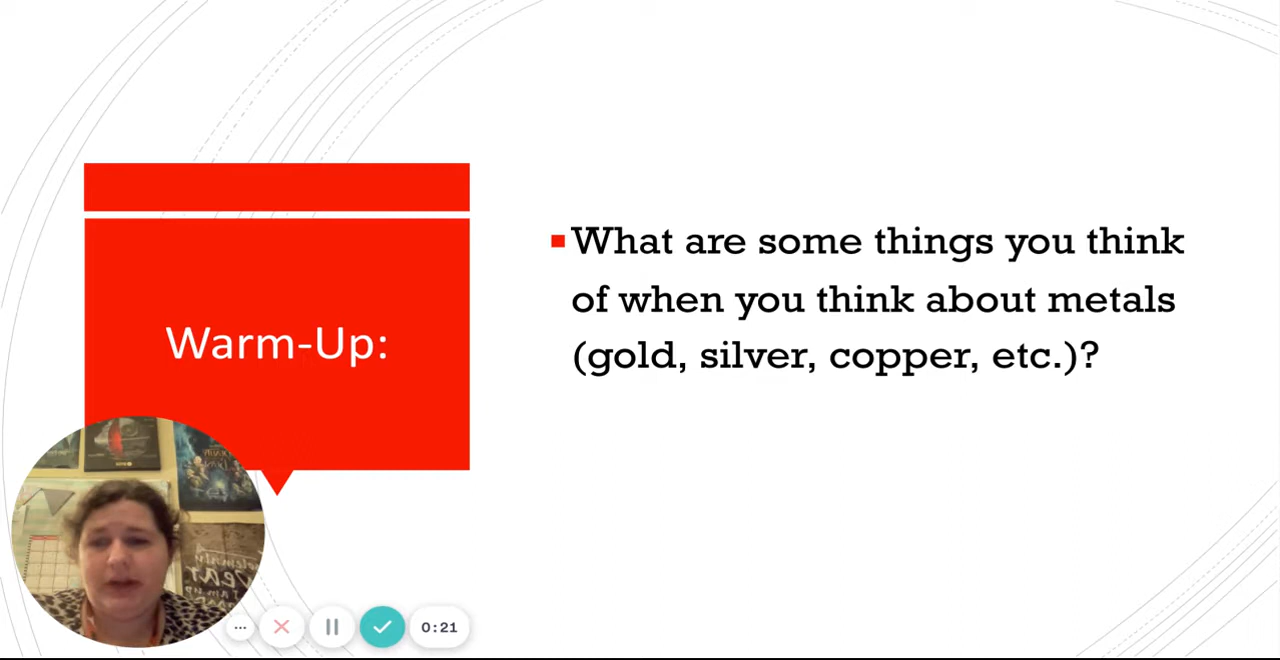 What are some things you think
of when you think about metals
(gold, silver, copper, etc.)?
Warm-Up:
0:21